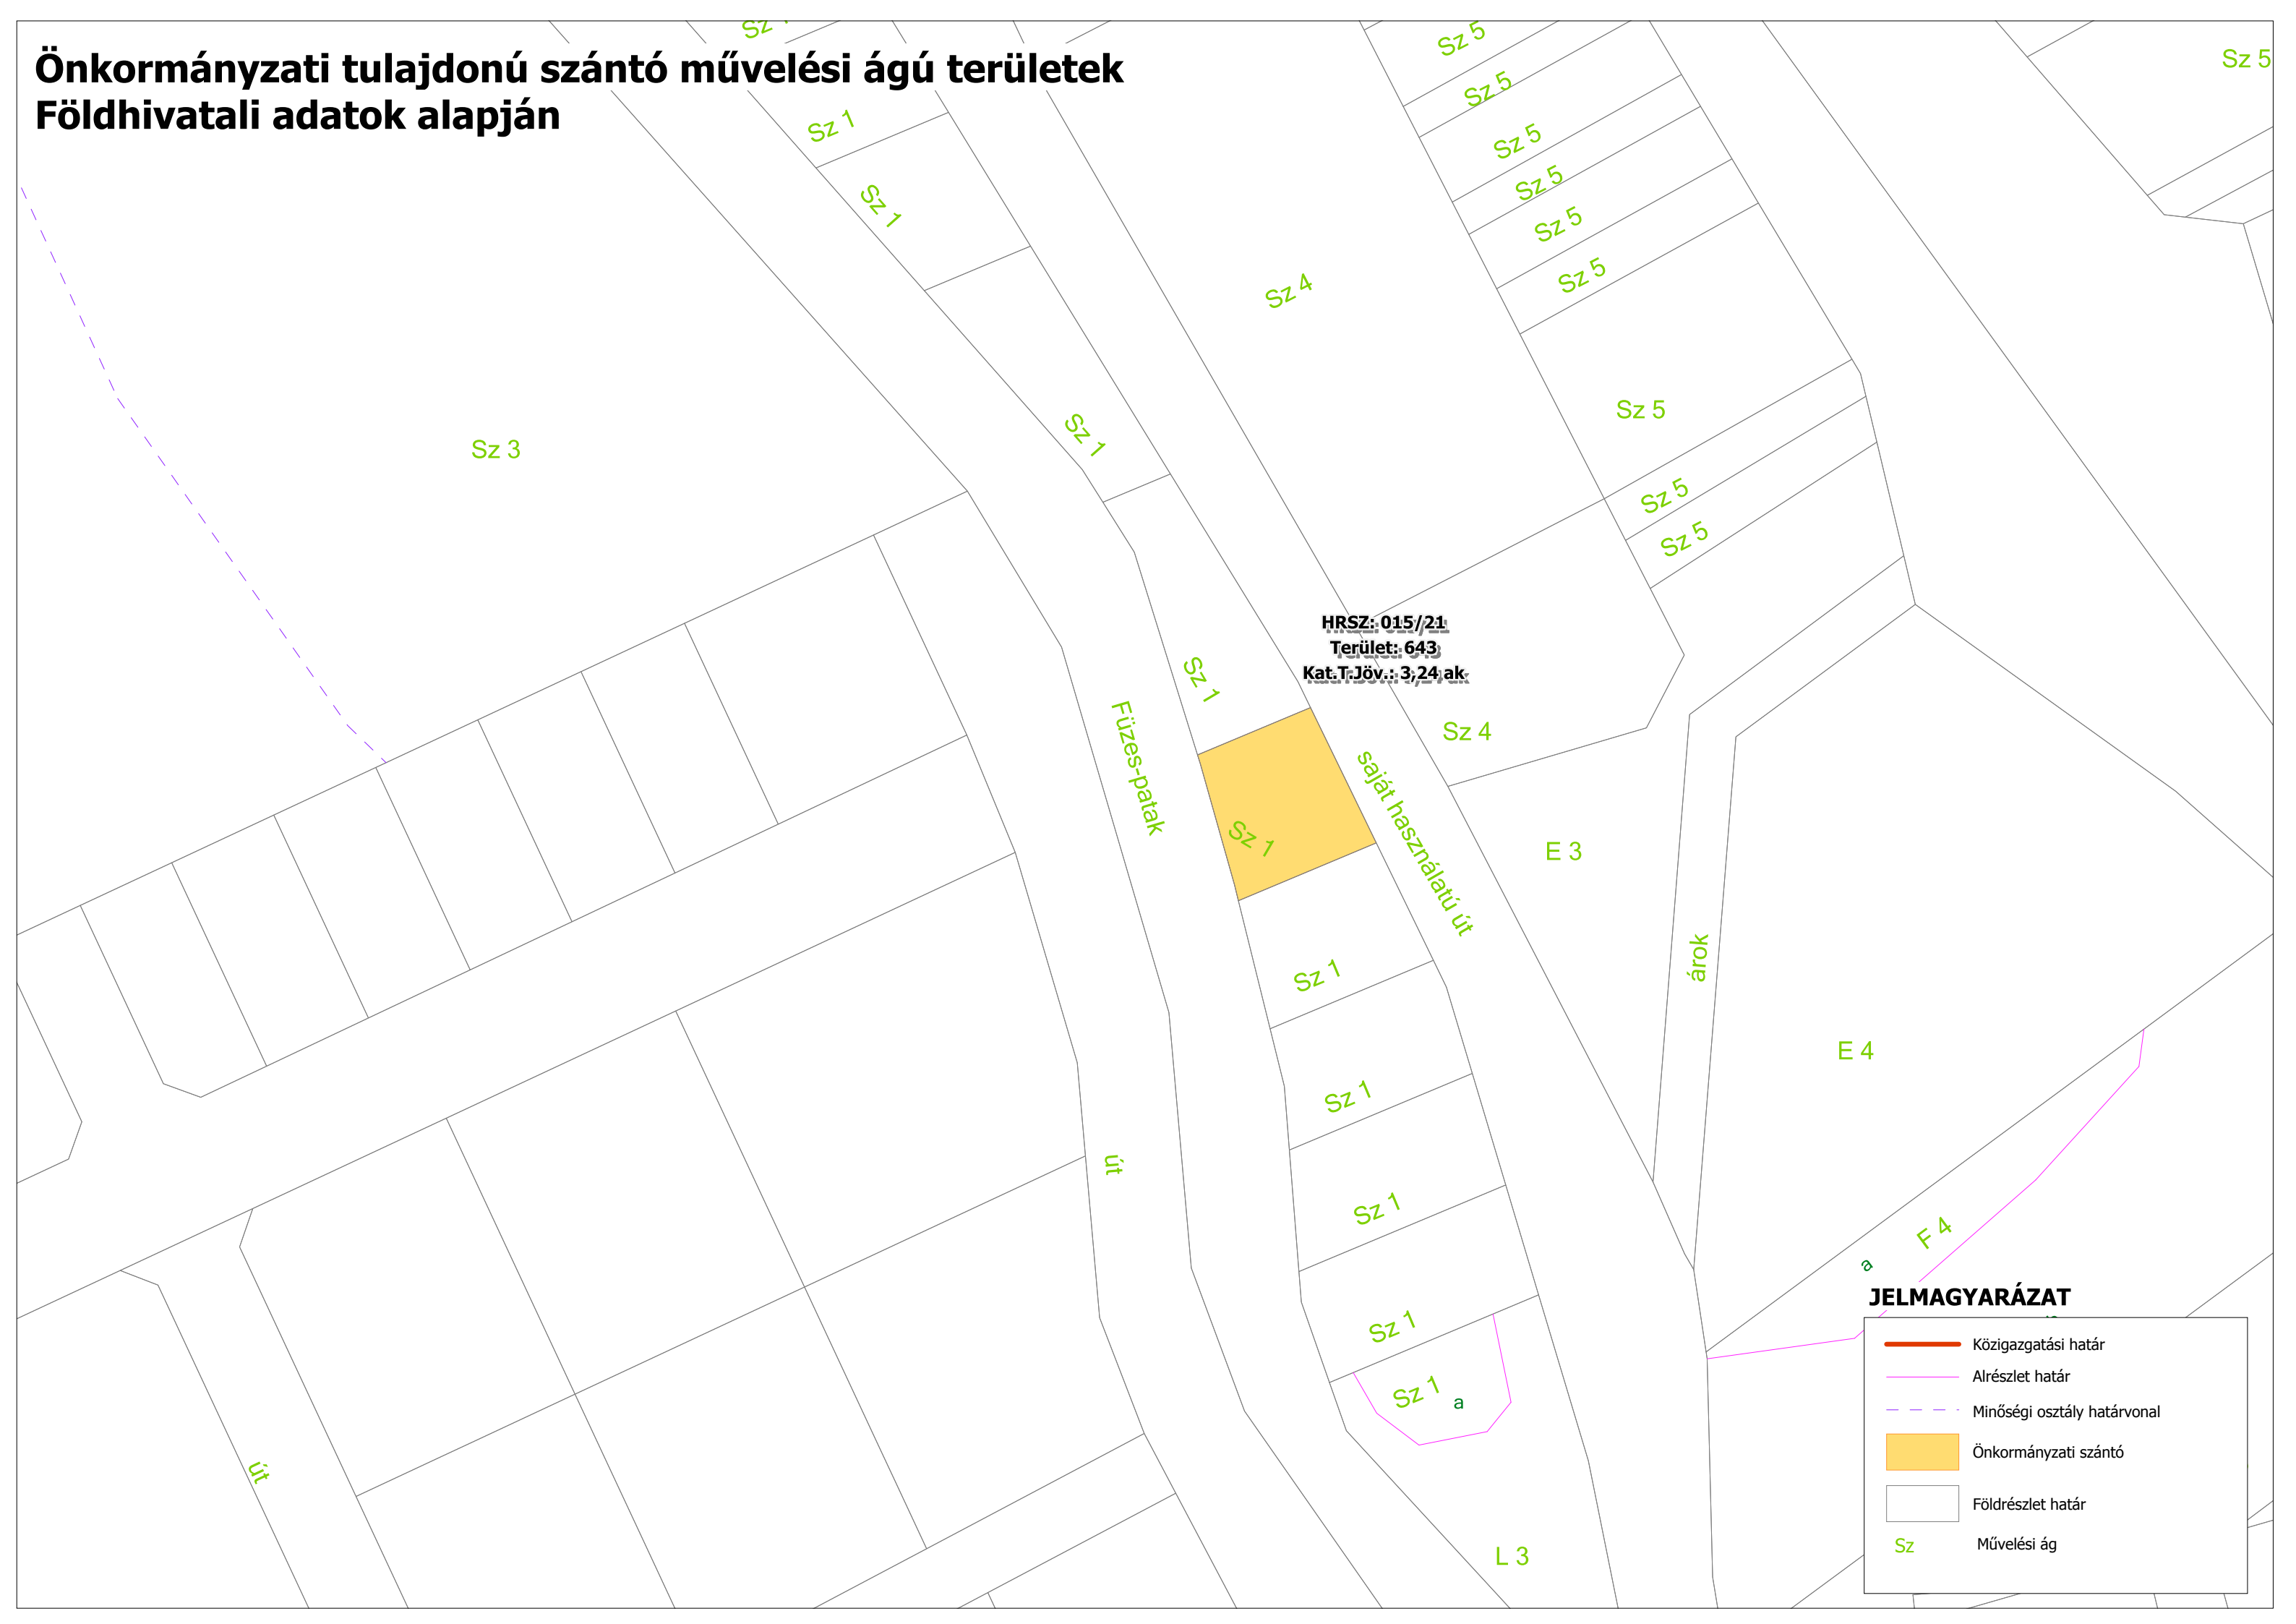 Önkormányzati tulajdonú szántó művelési ágú területek
Földhivatali adatok alapján
Sz 1
Sz 5
Sz 5
Sz 5
Sz 1
Sz 5
Sz 5
Sz 1
Sz 5
Sz 5
Sz 4
Sz 5
Sz 1
Sz 3
Sz 5
Sz 5
HRSZ: 015/21
Terület: 643
Kat.T.Jöv.: 3,24 ak
Sz 1
Sz 4
Füzes-patak
saját használatú út
Sz 1
E 3
árok
Sz 1
E 4
Sz 1
út
Sz 1
F 4
a
Sz 1
Sz 1
a
út
L 3
JELMAGYARÁZAT
Közigazgatási határ
Alrészlet határ
Minőségi osztály határvonal
Önkormányzati szántó
Földrészlet határ
Sz Művelési ág